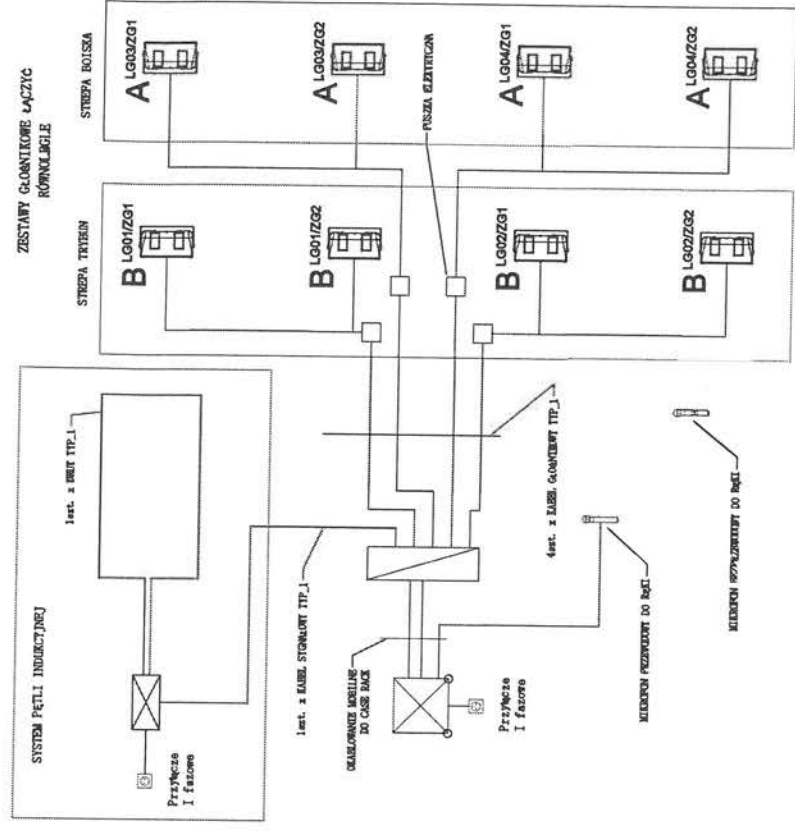 ZESTAWY GŁOŚNIKOWE ŁĄCZYĆ
RÓWNOLEGLE
STREFA BOISKA
A LG03/ZG1
A LG03/ZG2
A LG04/ZG1
A LG04/ZG2
PUSZKA ELEKTRYCZNA
STREFA TRYBUN
B LG01/ZG1
B LG01/ZG2
B LG02/ZG1
B LG02/ZG2
SYSTEM PĘTLI INDUKCYJNEJ
1szt. x DRUT TYP_1
Przyłącze
I fazowe
1szt. x KABEL SYGNAŁOWY TYP_1
4szt. x KABEL GŁOŚNIKOWY TYP_1
OKABLOWANIE MOBILNE
DO CASE RACK
Przyłącze
I fazowe
MIKROFON PRZEWODOWY DO RĘKI
MIKROFON BEZPRZEWODOWY DO RĘKI